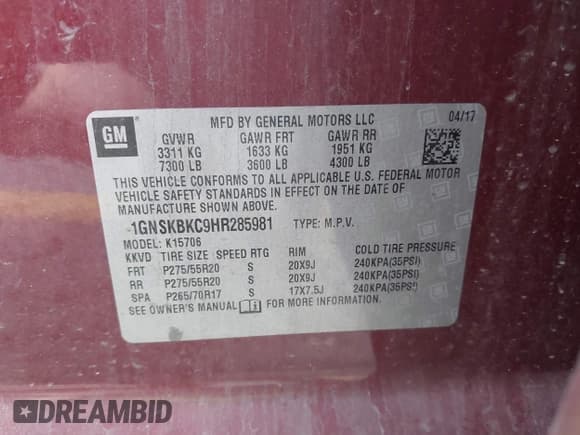 GM
MFD BY GENERAL MOTORS LLC
04/17
GVWR GAWR FRT GAWR RR
3311 KG 1633 KG 1951 KG
7300 LB 3600 LB 4300 LB
THIS VEHICLE CONFORMS TO ALL APPLICABLE U.S. FEDERAL MOTOR
VEHICLE SAFETY STANDARDS IN EFFECT ON THE DATE OF
MANUFACTURE SHOWN ABOVE.
1GNSKBKC9HR285981 TYPE: M.P.V.
MODEL: K15706
KKVD TIRE SIZE SPEED RTG RIM COLD TIRE PRESSURE
FRT P275/55R20 S 20X9J 240KPA(35PSI)
RR P275/55R20 S 20X9J 240KPA(35PSI)
SPA P265/70R17 S 17X7.5J 240KPA(35PSI)
SEE OWNER'S MANUAL FOR MORE INFORMATION
DREAMBID